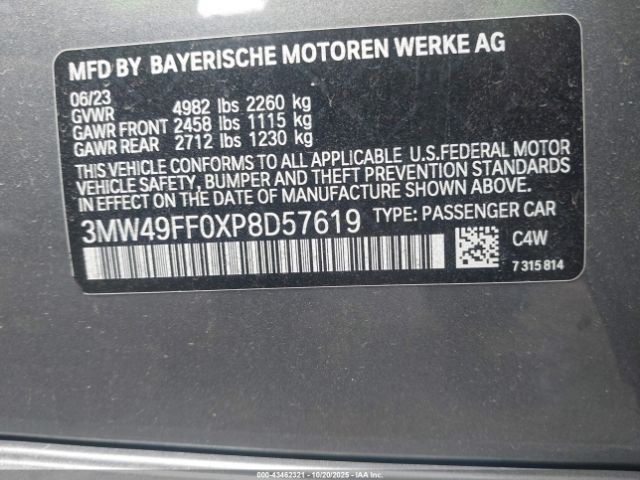 MFD BY BAYERISCHE MOTOREN WERKE AG
06/23
GVWR 4982 lbs 2260 kg
GAWR FRONT 2458 lbs 1115 kg
GAWR REAR 2712 lbs 1230 kg
THIS VEHICLE CONFORMS TO ALL APPLICABLE U.S.FEDERAL MOTOR
VEHICLE SAFETY, BUMPER AND THEFT PREVENTION STANDARDS
IN EFFECT ON THE DATE OF MANUFACTURE SHOWN ABOVE.
3MW49FF0XP8D57619 TYPE: PASSENGER CAR
C4W
7 315 814
000-43462321 - 10/20/2025 - IAA Inc.